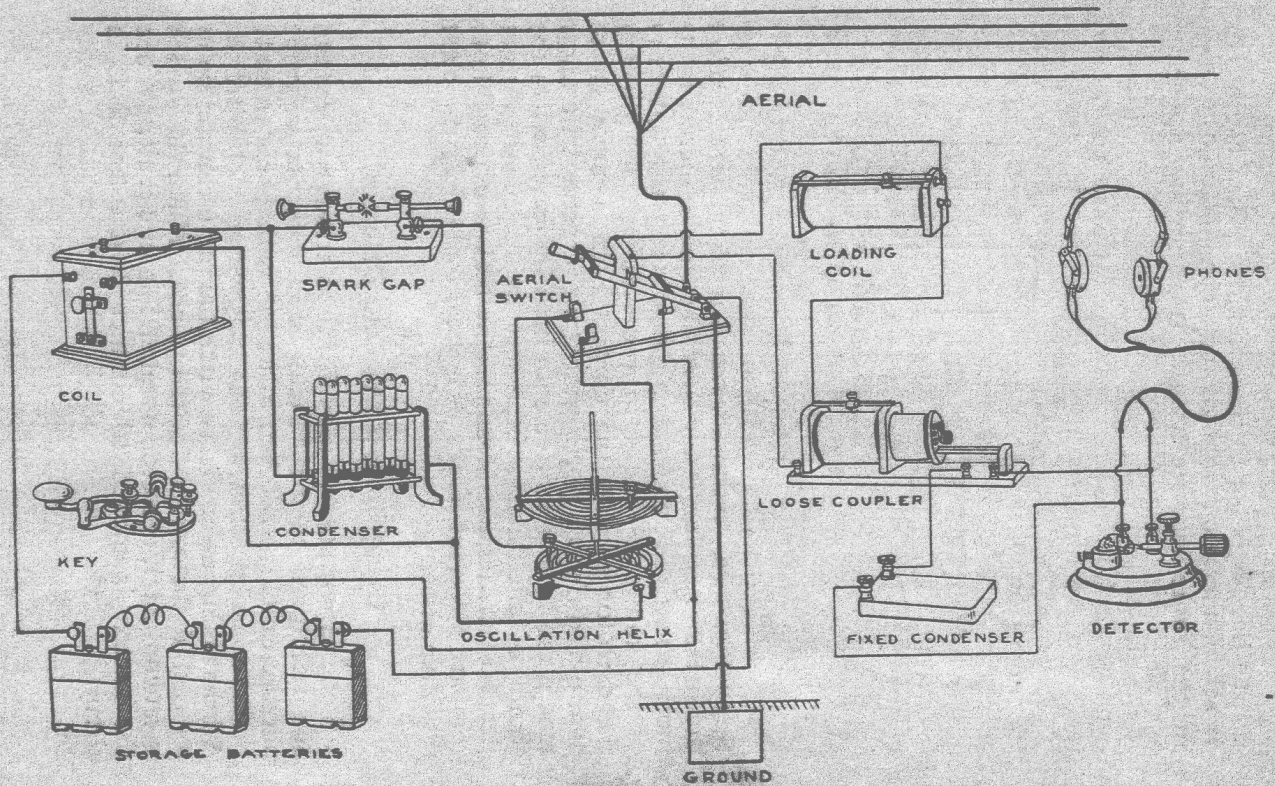 AERIAL
LOADING
COIL
PHONES
SPARK GAP
AERIAL
SWITCH
COIL
LOOSE COUPLER
CONDENSER
KEY
OSCILLATION HELIX
FIXED CONDENSER
DETECTOR
STORAGE BATTERIES
GROUND